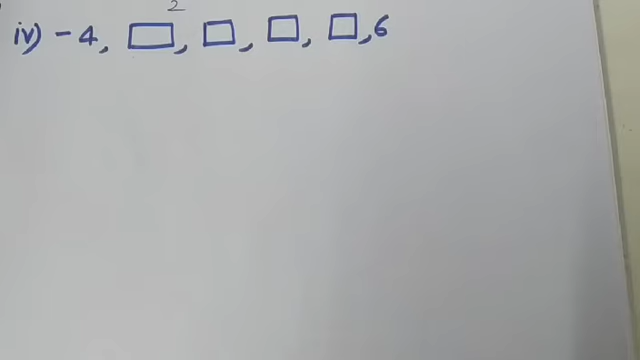 2
iv) -4, □, □, □, □, 6